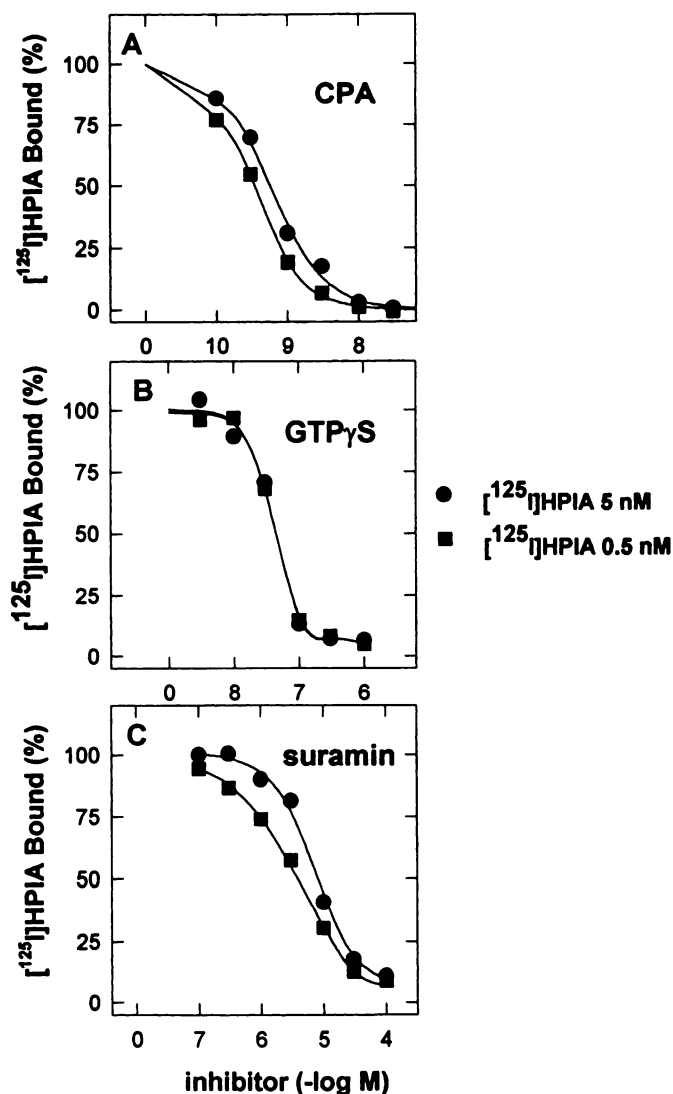 A
CPA
[¹²⁵I]HPIA Bound (%)
100
75
50
25
0
0 10 9 8
B
GTPγS
[¹²⁵I]HPIA Bound (%)
100
75
50
25
0
0 8 7 6
[¹²⁵I]HPIA 5 nM
[¹²⁵I]HPIA 0.5 nM
C
suramin
[¹²⁵I]HPIA Bound (%)
100
75
50
25
0
0 7 6 5 4
inhibitor (-log M)